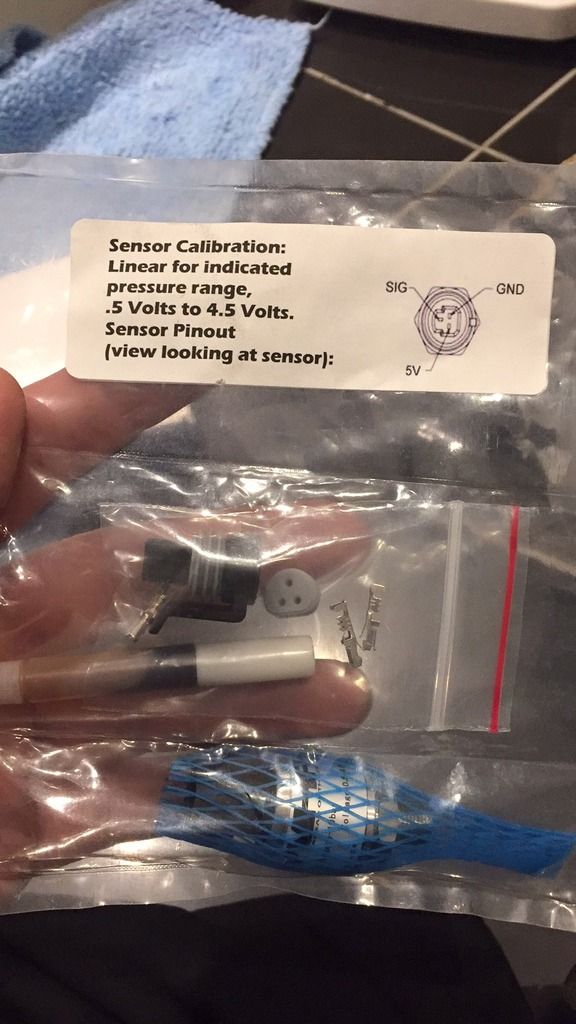 Sensor Calibration:
Linear for indicated
pressure range,
.5 Volts to 4.5 Volts.
Sensor Pinout
(view looking at sensor):
SIG
GND
5V